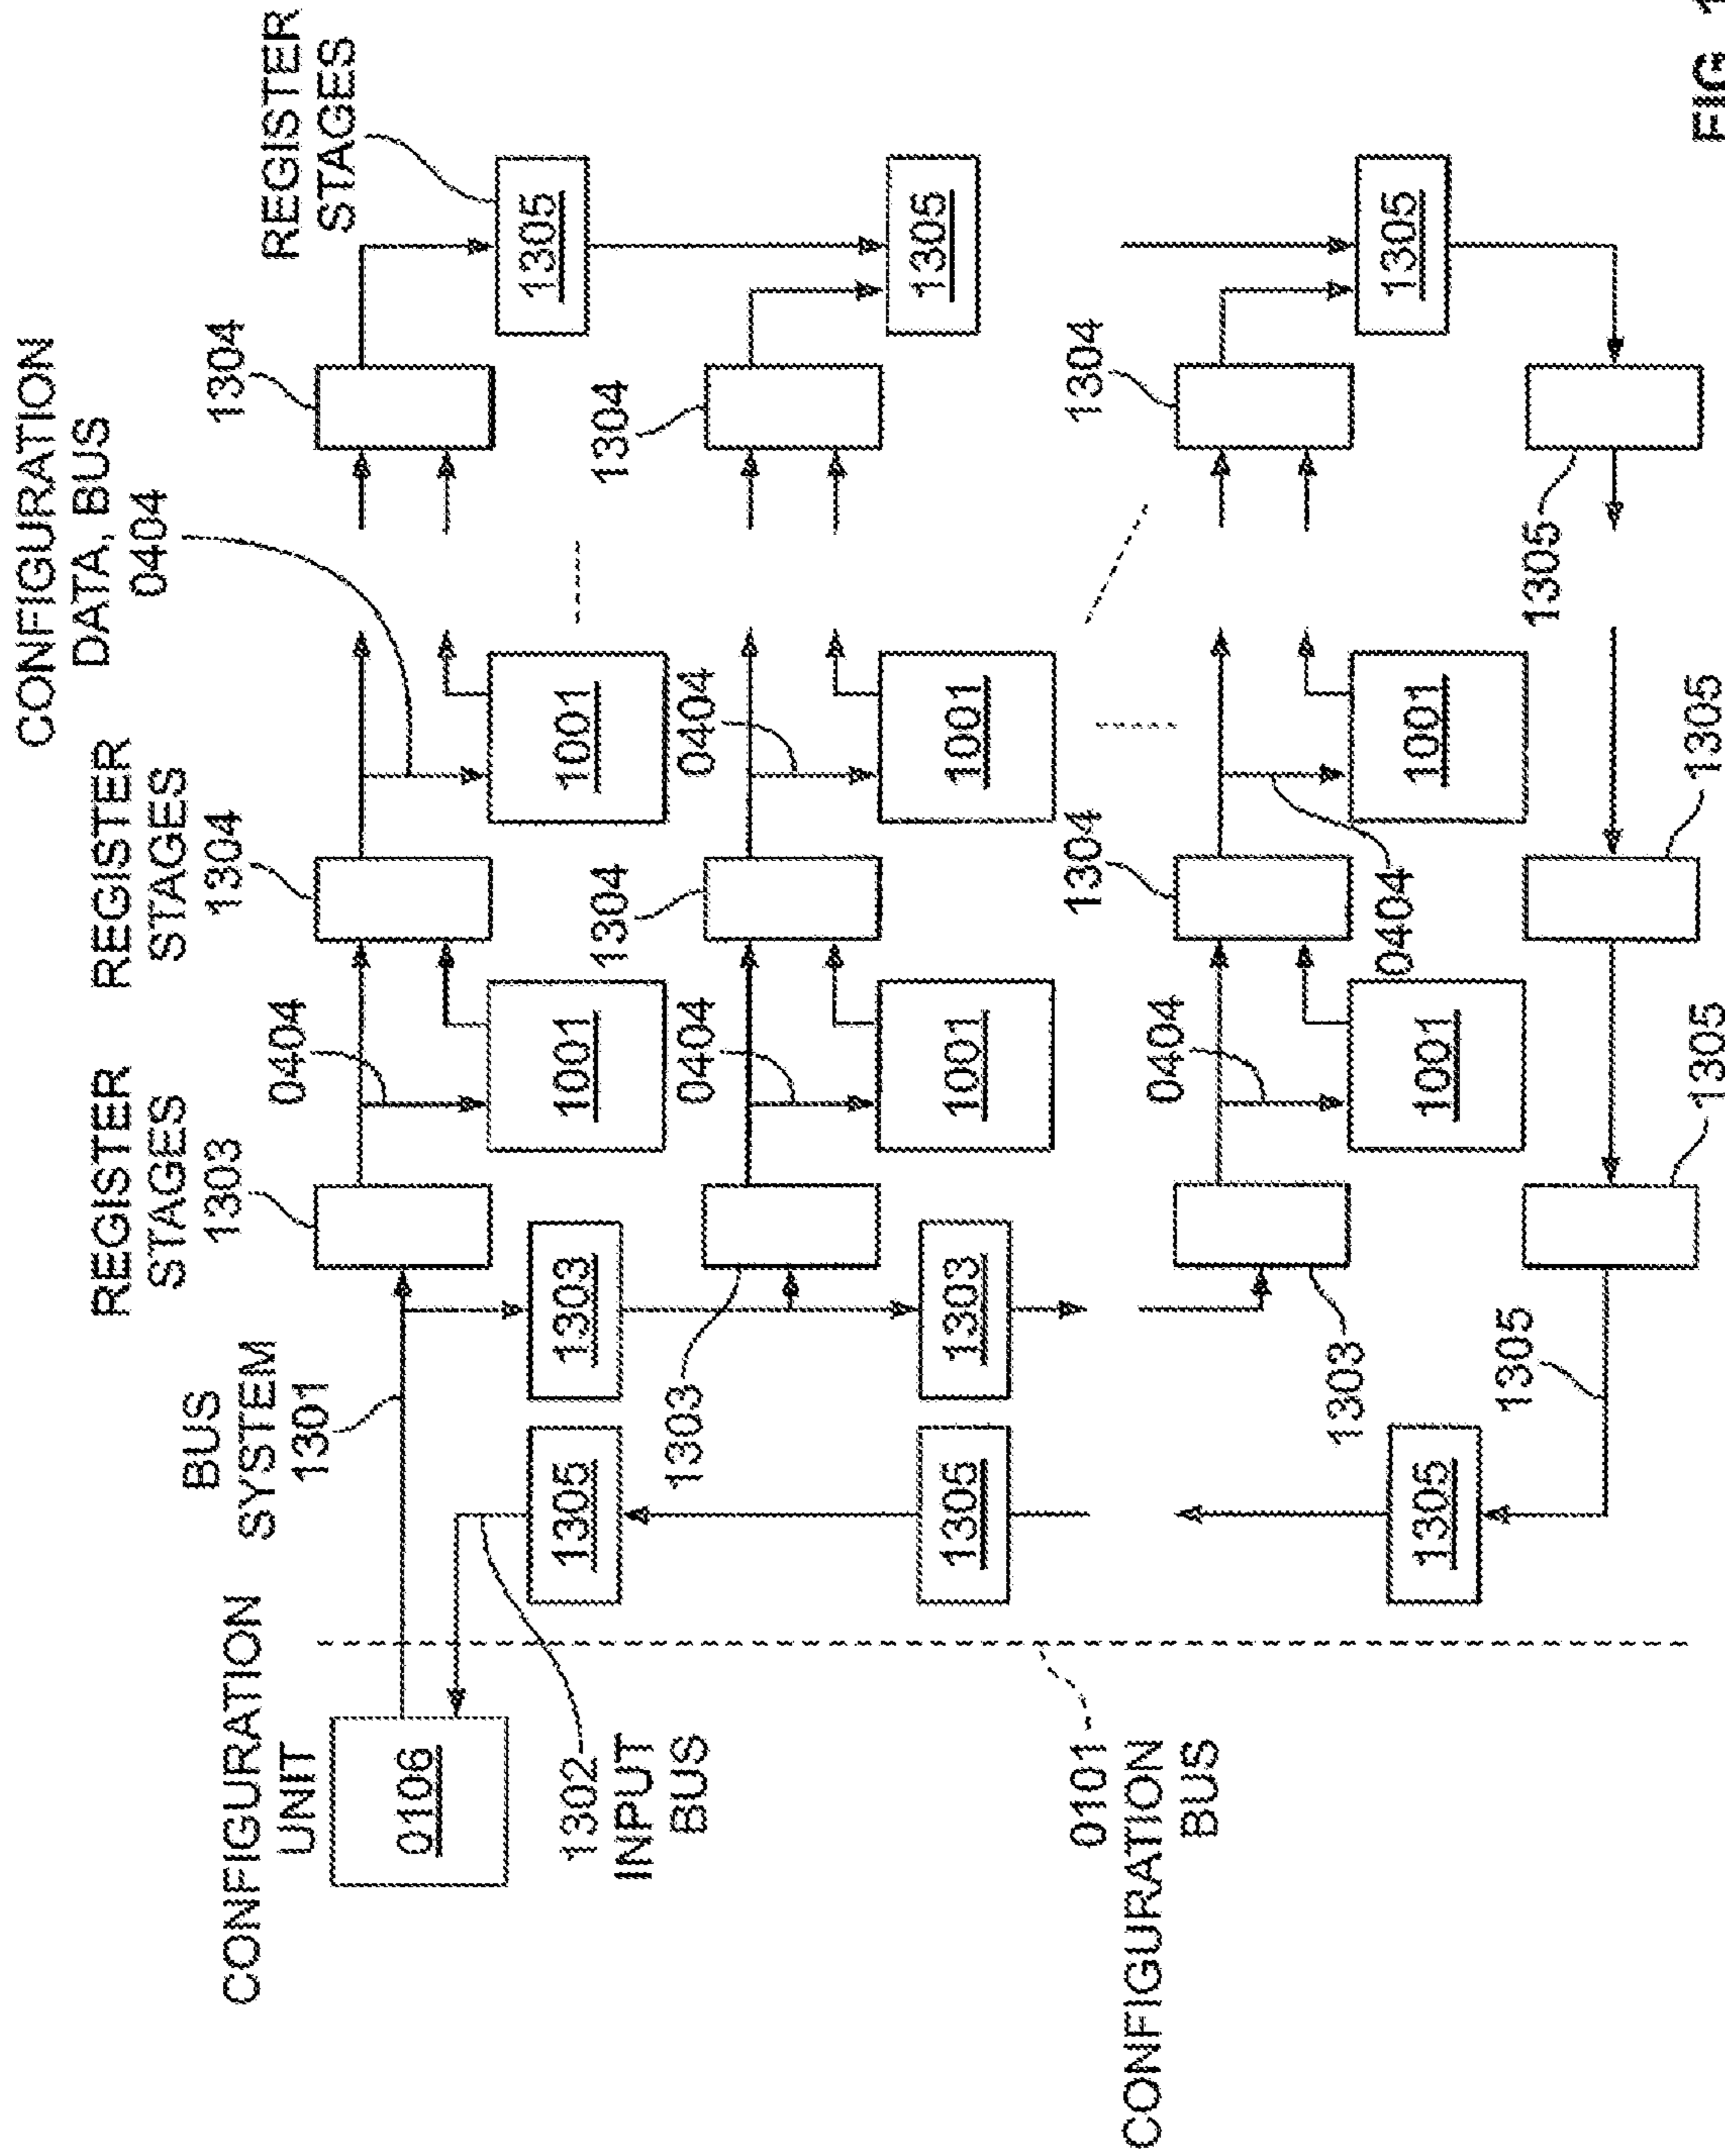 CONFIGURATION
UNIT
0106
BUS
SYSTEM
1301
REGISTER
STAGES
1303
REGISTER
STAGES
1304
CONFIGURATION
DATA, BUS
0404
1304
REGISTER
STAGES
0404
1302
INPUT
BUS
1305
1303
1001
1001
1305
1303
0404
1304
0404
1304
1305
1303
1001
1001
1305
0101
CONFIGURATION
BUS
1303
0404
1304
0404
1304
1305
1001
1001
1305
1305
1305
1305
1305
FIG.